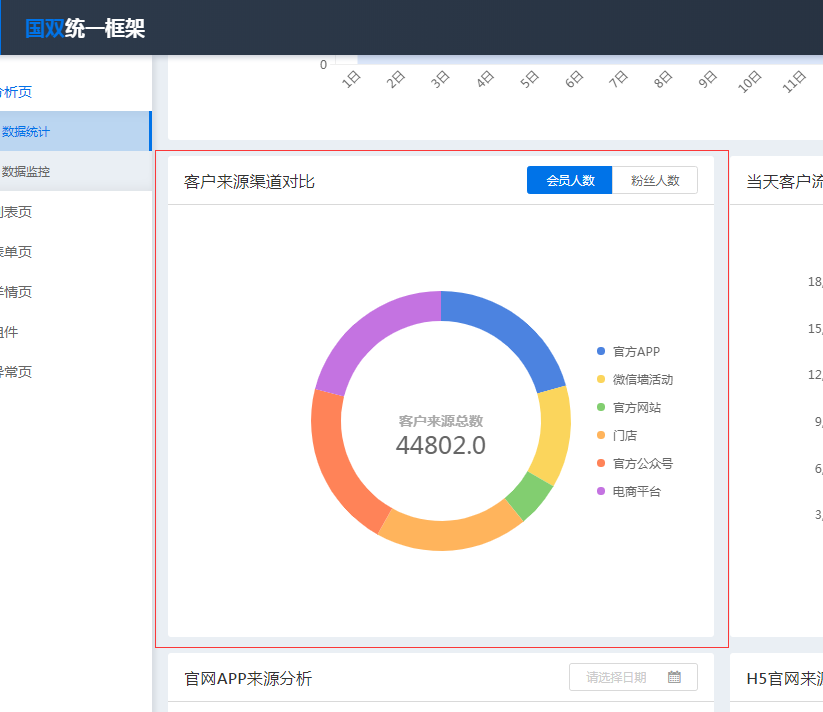 国双统一框架
分析页
数据统计
数据监控
列表页
表单页
详情页
组件
异常页
0
1日 2日 3日 4日 5日 6日 7日 8日 9日 10日 11日
客户来源渠道对比
会员人数 粉丝人数
客户来源总数
44802.0
官方APP
微信墙活动
官方网站
门店
官方公众号
电商平台
当天客户流
18,
15,
12,
9,
6,
3,
官网APP来源分析
请选择日期
H5官网来源